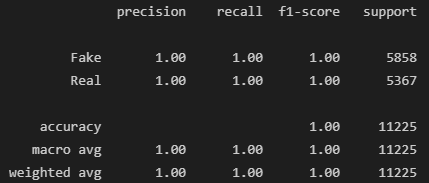 precision recall f1-score support
Fake 1.00 1.00 1.00 5858
Real 1.00 1.00 1.00 5367
accuracy 1.00 11225
macro avg 1.00 1.00 1.00 11225
weighted avg 1.00 1.00 1.00 11225